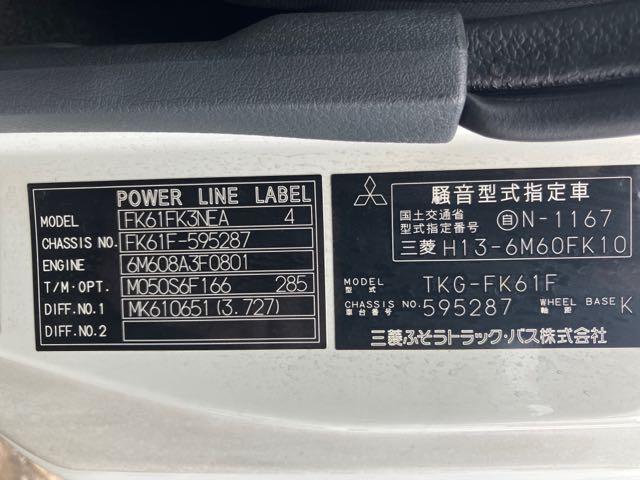 POWER LINE LABEL
MODEL FK61FK3NEA 4
CHASSIS NO. FK61F-595287
ENGINE 6M608A3F0801
T/M·OPT. M050S6F166 285
DIFF.NO.1 MK610651 (3.727)
DIFF.NO.2
騒音型式指定車
国土交通省
型式指定番号 自N-1167
三菱 H13-6M60FK10
MODEL
型式 TKG-FK61F
CHASSIS NO. 595287 WHEEL BASE K
車台番号 軸距
三菱ふそうトラック・バス株式会社